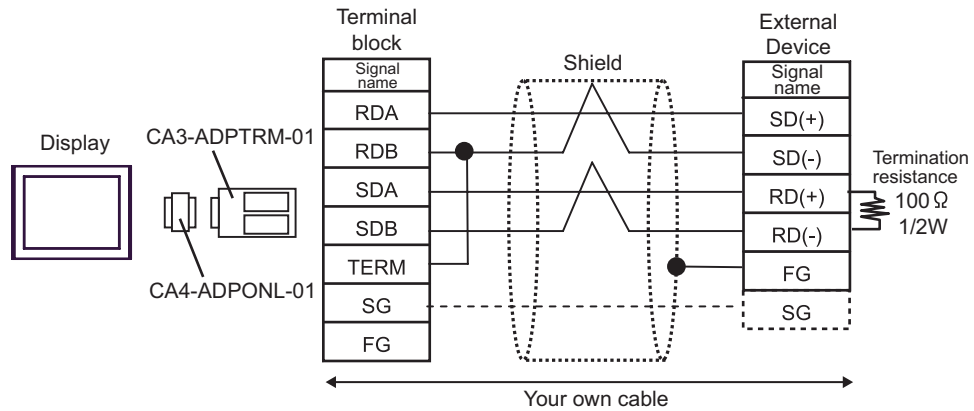 Display
CA3-ADPTRM-01
CA4-ADPONL-01
Terminal
block
Signal
name
RDA
RDB
SDA
SDB
TERM
SG
FG
Shield
External
Device
Signal
name
SD(+)
SD(-)
RD(+)
RD(-)
FG
SG
Termination
resistance
100 Ω
1/2W
Your own cable